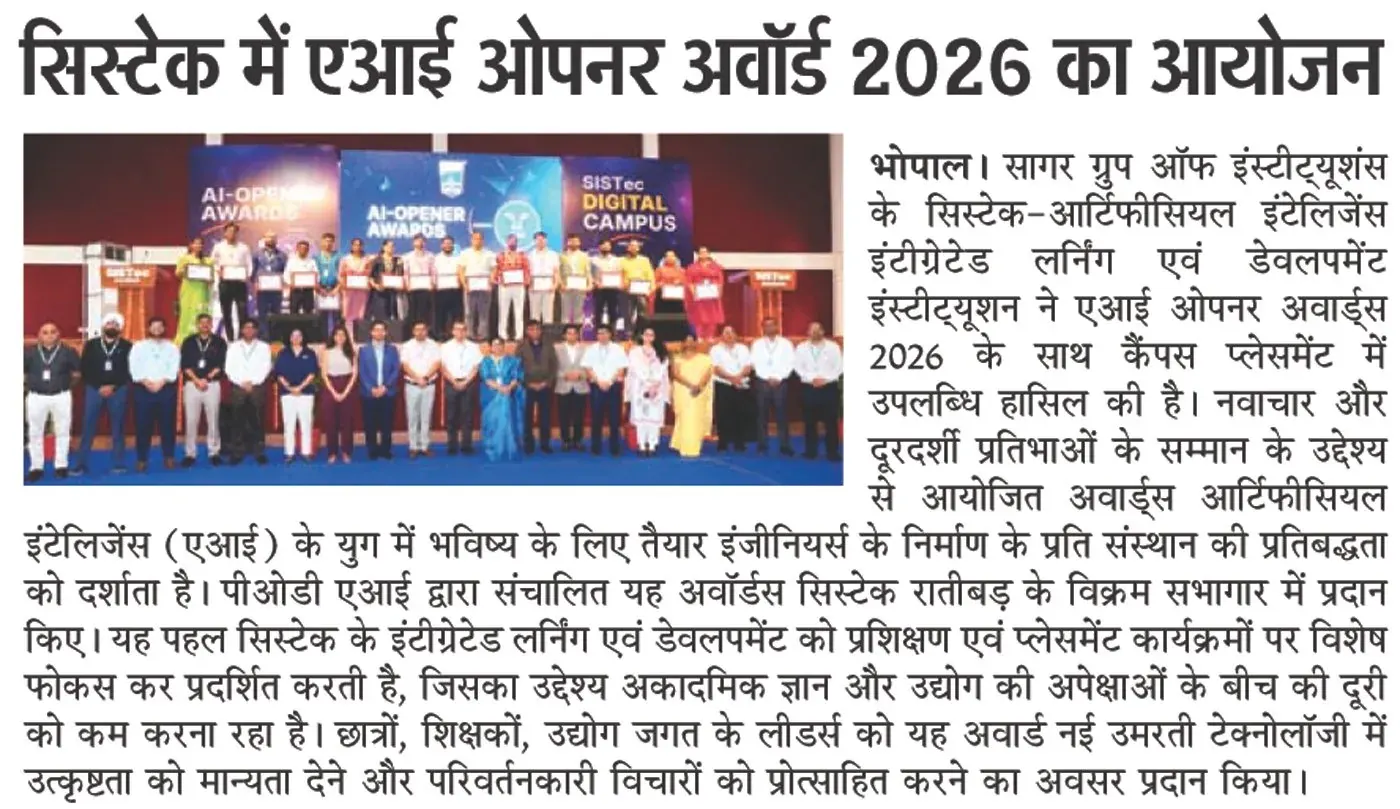 सिस्टेक में एआई ओपनर अवॉर्ड 2026 का आयोजन
AI-OPENER
AWARDS
AI-OPENER
AWARDS
SISTec
DIGITAL
CAMPUS
SISTec
SISTec
भोपाल। सागर ग्रुप ऑफ इंस्टीट्यूशंस
के सिस्टेक-आर्टिफीसियल इंटेलिजेंस
इंटीग्रेटेड लर्निंग एवं डेवलपमेंट
इंस्टीट्यूशन ने एआई ओपनर अवार्ड्स
2026 के साथ कैंपस प्लेसमेंट में
उपलब्धि हासिल की है। नवाचार और
दूरदर्शी प्रतिभाओं के सम्मान के उद्देश्य
से आयोजित अवार्ड्स आर्टिफीसियल
इंटेलिजेंस (एआई) के युग में भविष्य के लिए तैयार इंजीनियर्स के निर्माण के प्रति संस्थान की प्रतिबद्धता
को दर्शाता है। पीओडी एआई द्वारा संचालित यह अवॉर्डस सिस्टेक रातीबड़ के विक्रम सभागार में प्रदान
किए। यह पहल सिस्टेक के इंटीग्रेटेड लर्निंग एवं डेवलपमेंट को प्रशिक्षण एवं प्लेसमेंट कार्यक्रमों पर विशेष
फोकस कर प्रदर्शित करती है, जिसका उद्देश्य अकादमिक ज्ञान और उद्योग की अपेक्षाओं के बीच की दूरी
को कम करना रहा है। छात्रों, शिक्षकों, उद्योग जगत के लीडर्स को यह अवार्ड नई उमरती टेक्नोलॉजी में
उत्कृष्टता को मान्यता देने और परिवर्तनकारी विचारों को प्रोत्साहित करने का अवसर प्रदान किया।